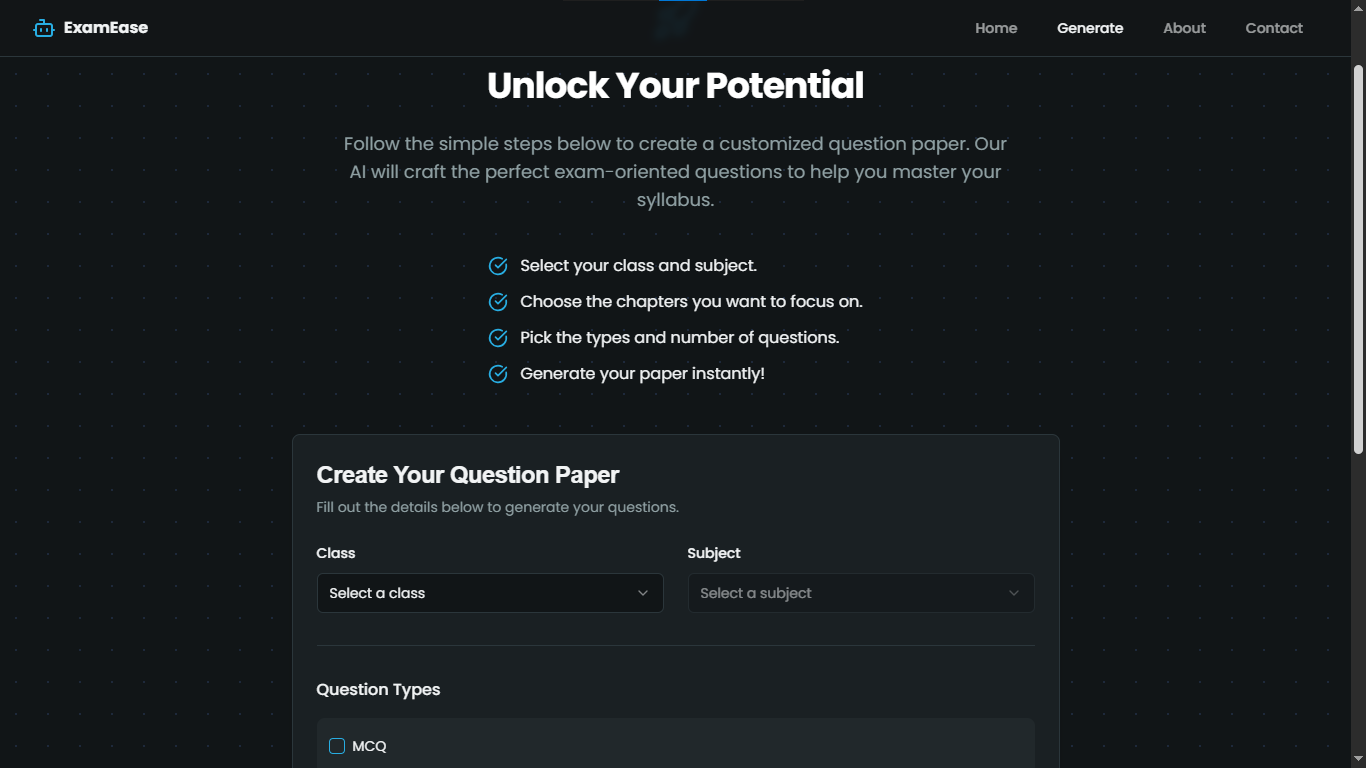 ExamEase
Home
Generate
About
Contact
Unlock Your Potential
Follow the simple steps below to create a customized question paper. Our
AI will craft the perfect exam-oriented questions to help you master your
syllabus.
Select your class and subject.
Choose the chapters you want to focus on.
Pick the types and number of questions.
Generate your paper instantly!
Create Your Question Paper
Fill out the details below to generate your questions.
Class
Subject
Select a class
Select a subject
Question Types
MCQ